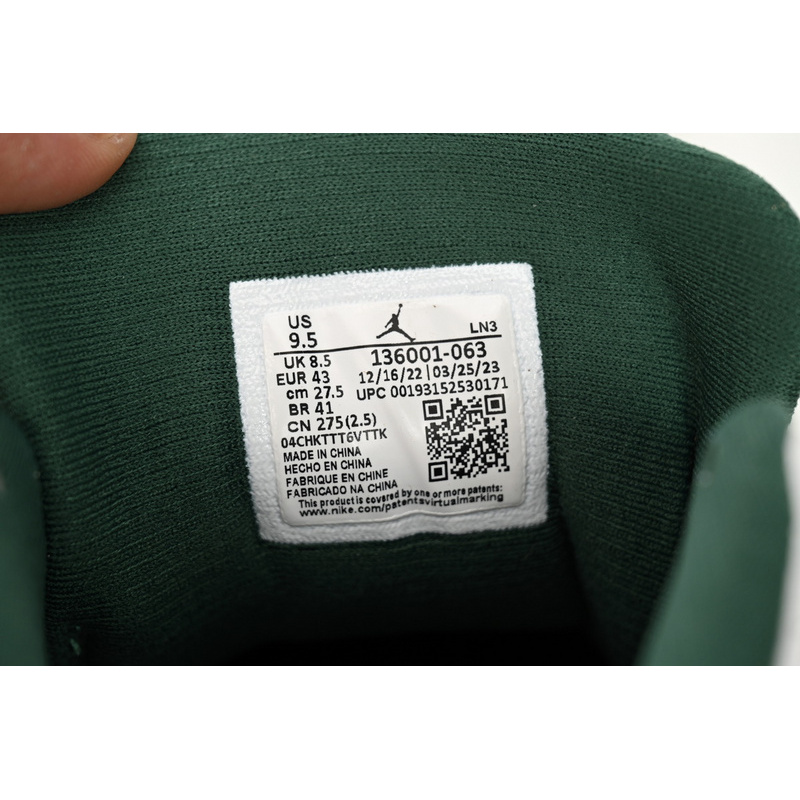 US
9.5
LN3
UK 8.5
136001-063
EUR 43
12/16/22 | 03/25/23
cm 27.5
UPC 00193152530171
BR 41
CN 275(2.5)
04CHKTTT6VTTK
MADE IN CHINA
HECHO EN CHINA
FABRIQUE EN CHINE
FABRICADO NA CHINA
This product is covered by one or more patents:
www.nike.com/patentsvirtualmarking